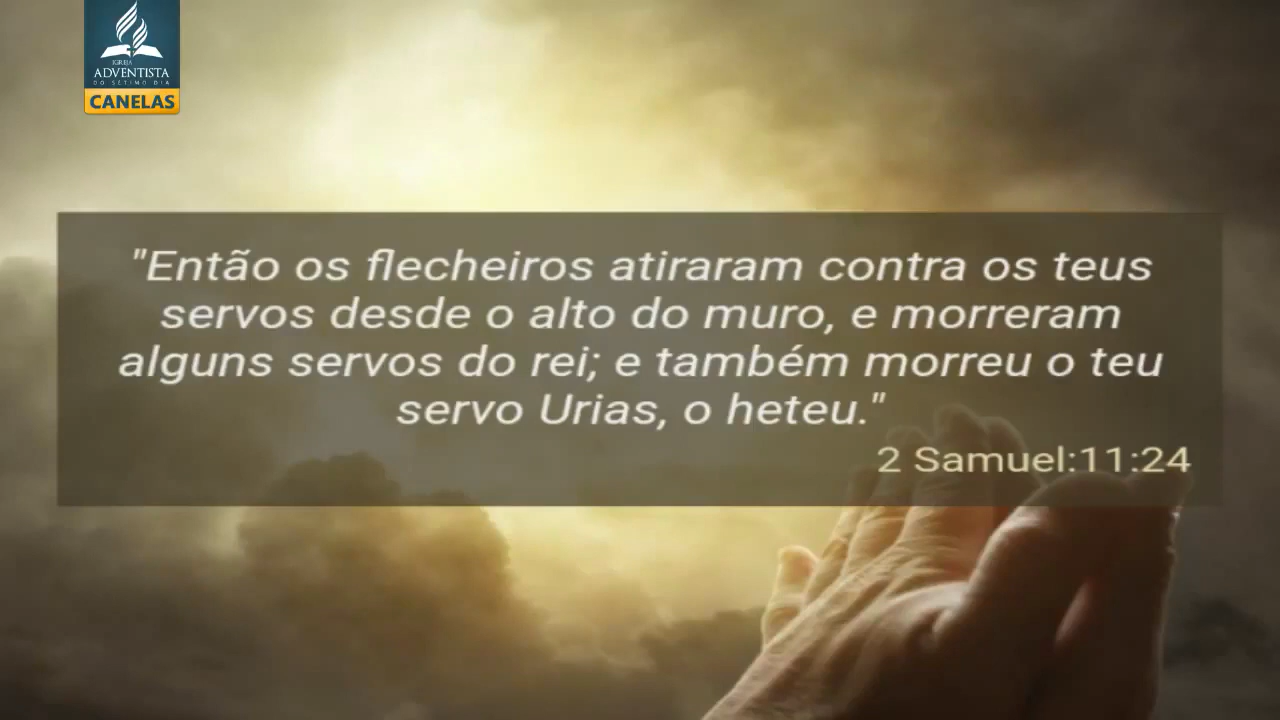 IGREJA
ADVENTISTA
DO SÉTIMO DIA
CANELAS
"Então os flecheiros atiraram contra os teus
servos desde o alto do muro, e morreram
alguns servos do rei; e também morreu o teu
servo Urias, o heteu."
2 Samuel:11:24